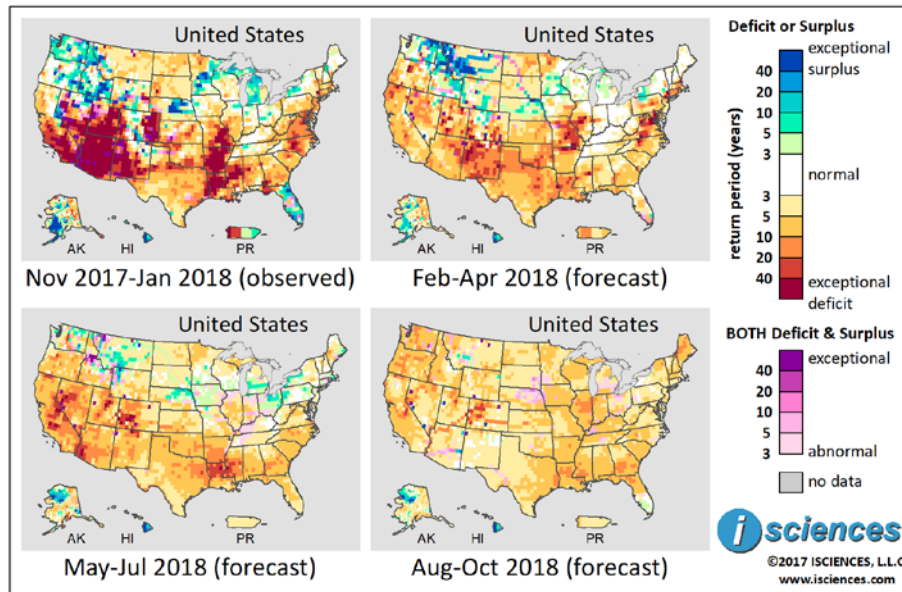 United States
AK HI PR
Nov 2017-Jan 2018 (observed)
United States
AK HI PR
Feb-Apr 2018 (forecast)
United States
AK HI PR
May-Jul 2018 (forecast)
United States
AK HI PR
Aug-Oct 2018 (forecast)
Deficit or Surplus
return period (years)
exceptional surplus
40
20
10
5
3
normal
3
5
10
20
40
exceptional deficit
BOTH Deficit & Surplus
exceptional
40
20
10
5
3
abnormal
no data
i sciences
©2017 ISCIENCES, L.L.C
www.isciences.com